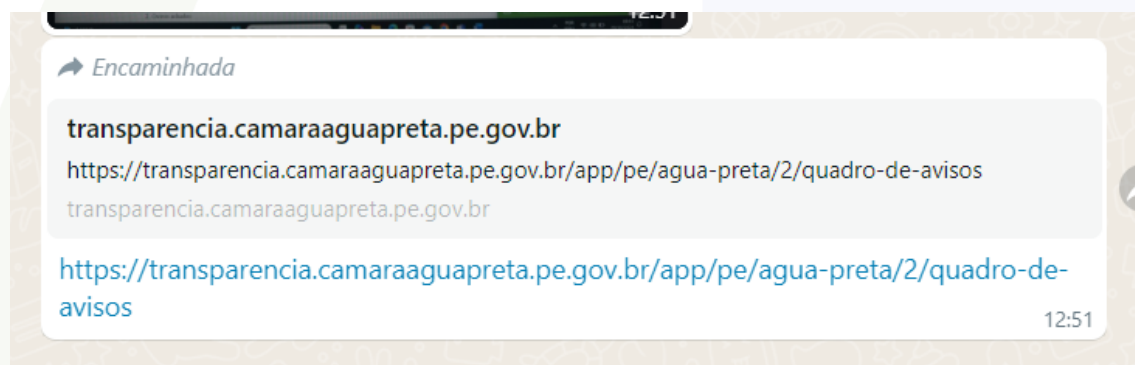 12:51
Encaminhada
transparencia.camaraaguapreta.pe.gov.br
https://transparencia.camaraaguapreta.pe.gov.br/app/pe/agua-preta/2/quadro-de-avisos
transparencia.camaraaguapreta.pe.gov.br
https://transparencia.camaraaguapreta.pe.gov.br/app/pe/agua-preta/2/quadro-de-
avisos
12:51